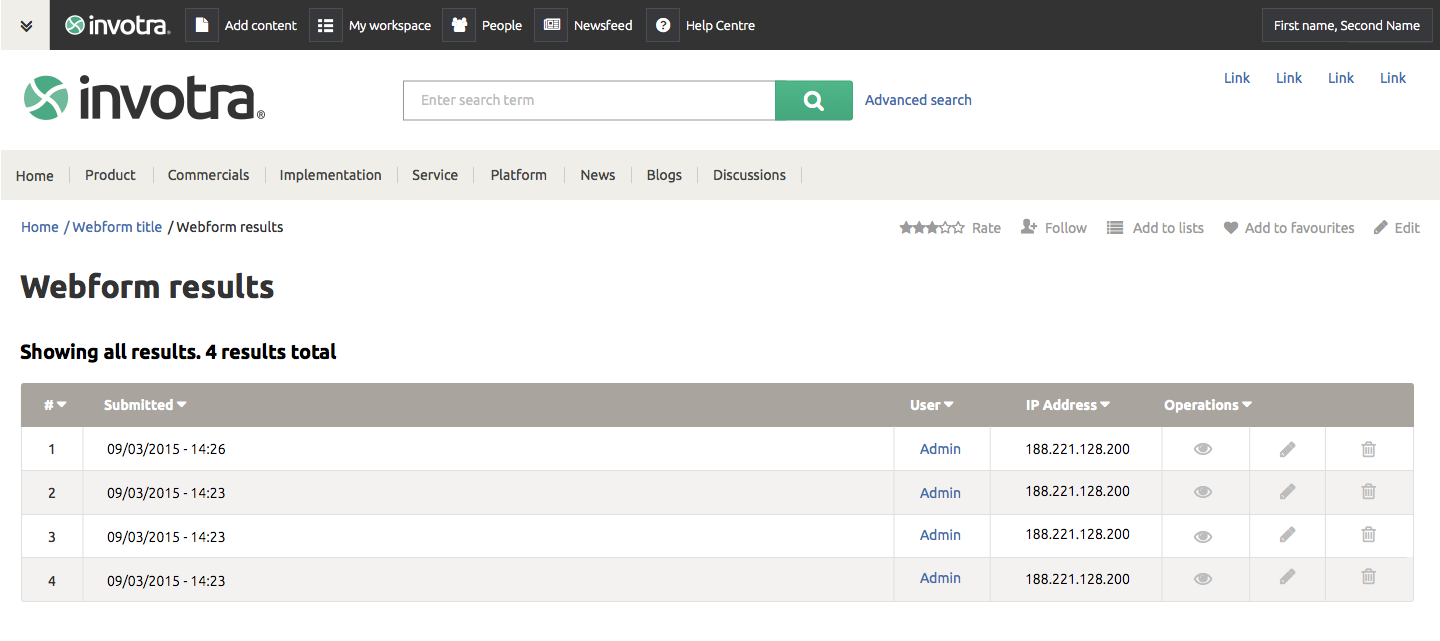 invotra Add content My workspace People Newsfeed Help Centre First name, Second Name
Link Link Link Link
invotra® Enter search term Advanced search
Home Product Commercials Implementation Service Platform News Blogs Discussions
Home / Webform title / Webform results Rate Follow Add to lists Add to favourites Edit
Webform results
Showing all results. 4 results total
# Submitted User IP Address Operations
1 09/03/2015 - 14:26 Admin 188.221.128.200
2 09/03/2015 - 14:23 Admin 188.221.128.200
3 09/03/2015 - 14:23 Admin 188.221.128.200
4 09/03/2015 - 14:23 Admin 188.221.128.200